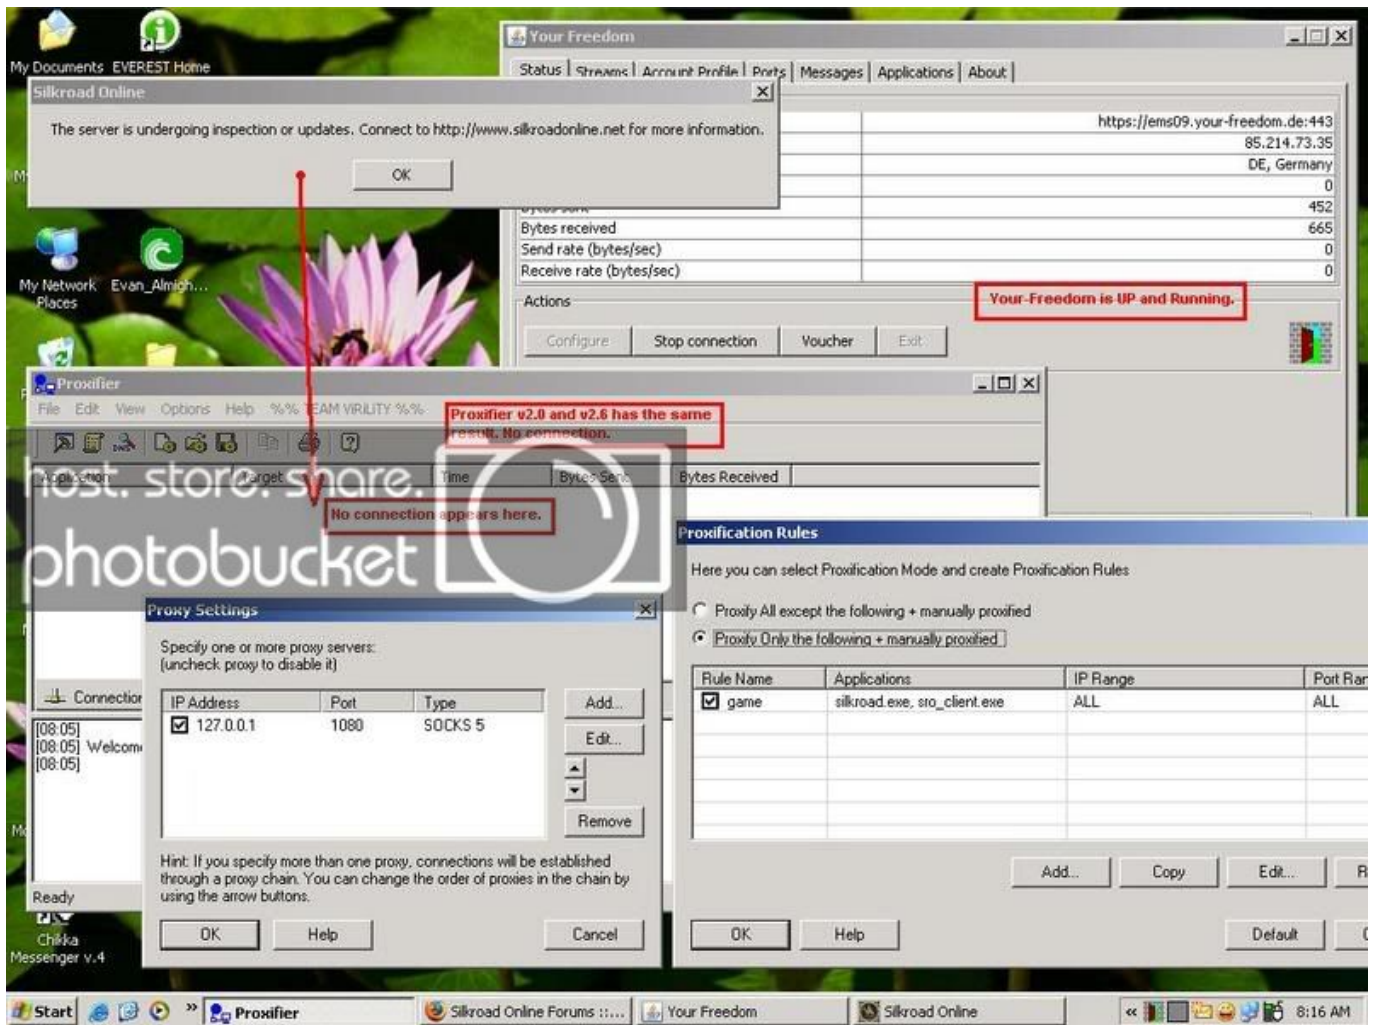 My Documents
EVEREST Home
Your Freedom
Status
Streams
Account Profile
Ports
Messages
Applications
About
Silkroad Online
The server is undergoing inspection or updates. Connect to http://www.silkroadonline.net for more information.
OK
https://ems09.your-freedom.de:443
85.214.73.35
DE, Germany
0
Bytes sent
452
Bytes received
665
Send rate (bytes/sec)
0
Receive rate (bytes/sec)
0
My Network
Places
Evan_Almigh...
Actions
Your-Freedom is UP and Running.
Configure
Stop connection
Voucher
Exit
Proxifier
File Edit View Options Help %% TEAM VIRILITY %%
Proxifier v2.0 and v2.6 has the same
result. No connection.
Application
Target
Time
Bytes Sent
Bytes Received
No connection appears here.
host. store. share.
photobucket
Proxification Rules
Here you can select Proxification Mode and create Proxification Rules
Proxify All except the following + manually proxified
Proxify Only the following + manually proxified
Rule Name
Applications
IP Range
Port Ran
game
silkroad.exe, sro_client.exe
ALL
ALL
Add...
Copy
Edit...
OK
Help
Default
Proxy Settings
Specify one or more proxy servers:
(uncheck proxy to disable it)
IP Address
Port
Type
127.0.0.1
1080
SOCKS 5
Add...
Edit...
Remove
Hint: If you specify more than one proxy, connections will be established
through a proxy chain. You can change the order of proxies in the chain by
using the arrow buttons.
OK
Help
Cancel
Connection
[08:05]
[08:05] Welcome
[08:05]
Ready
Chikka
Messenger v.4
Start
Proxifier
Silkroad Online Forums ::...
Your Freedom
Silkroad Online
8:16 AM